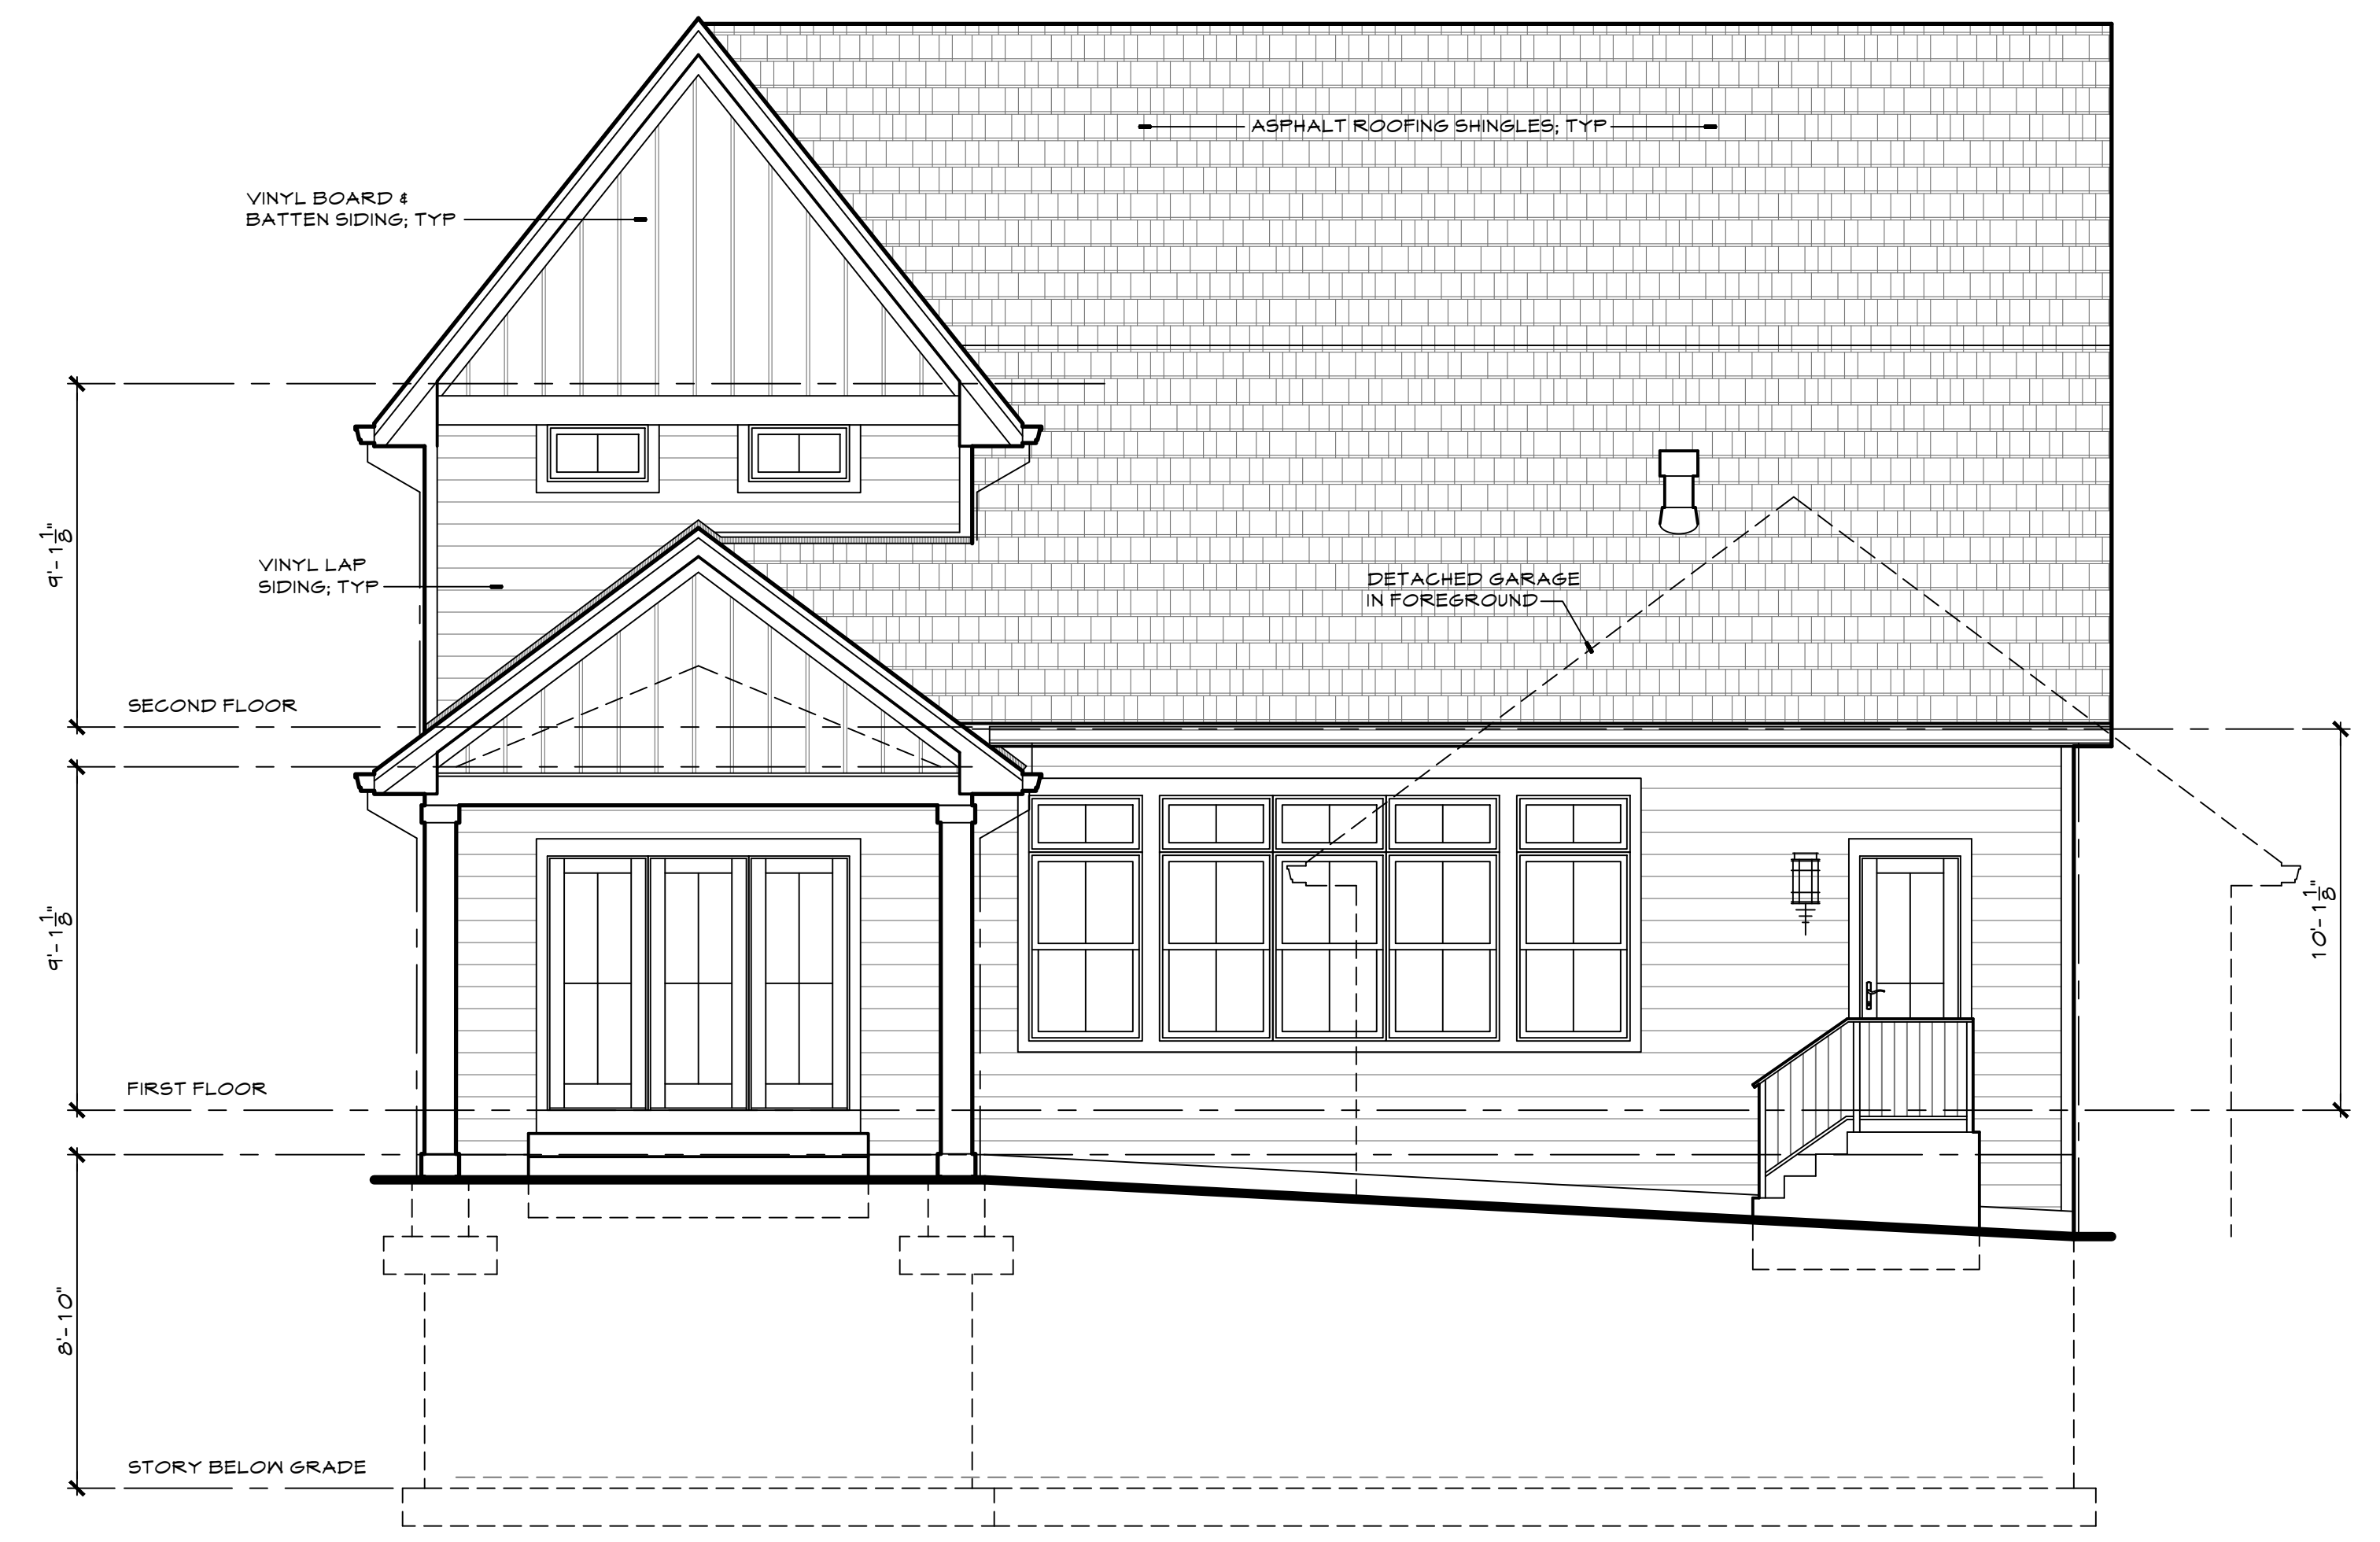 ASPHALT ROOFING SHINGLES; TYP
VINYL BOARD &
BATTEN SIDING; TYP
9'-1 1/8"
VINYL LAP
SIDING; TYP
DETACHED GARAGE
IN FOREGROUND
SECOND FLOOR
9'-1 1/8"
10'-1 1/8"
FIRST FLOOR
8'-10"
STORY BELOW GRADE